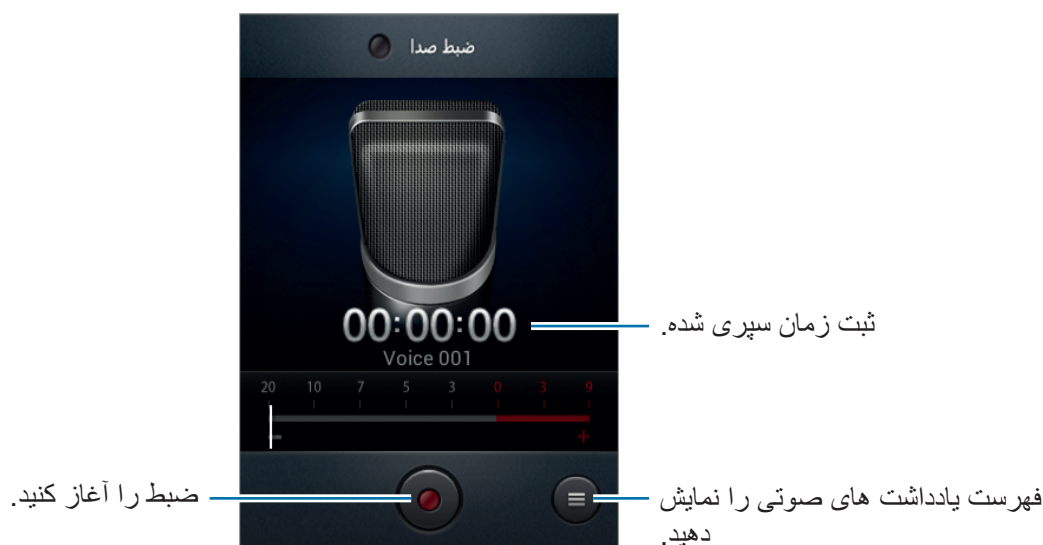 ضبط صدا
00:00:00
ثبت زمان سپری شده.
Voice 001
20 10 7 5 3 0 3 9
- +
ضبط را آغاز کنید.
فهرست یادداشت های صوتی را نمایش
دهید.